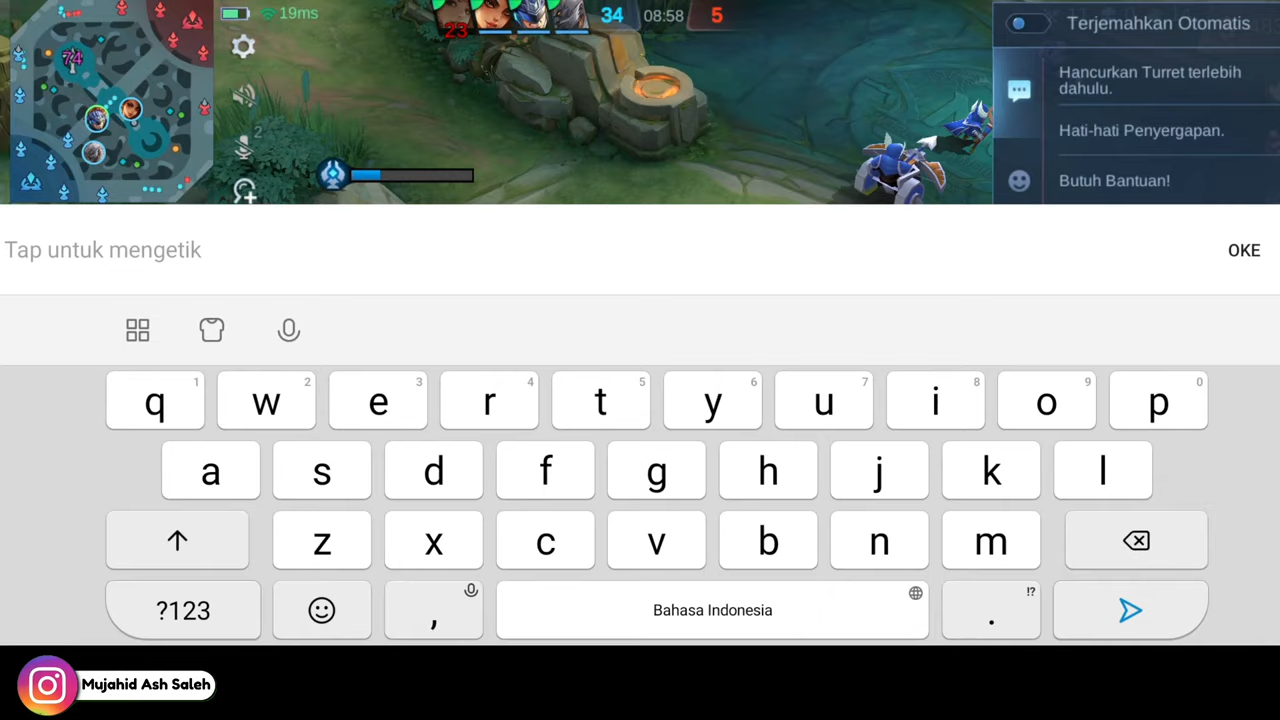 19ms
23
34 08:58 5
74
2
Terjemahkan Otomatis
Hancurkan Turret terlebih
dahulu.
Hati-hati Penyergapan.
Butuh Bantuan!
Tap untuk mengetik
OKE
q 1 w 2 e 3 r 4 t 5 y 6 u 7 i 8 o 9 p 0
a s d f g h j k l
z x c v b n m
?123 , Bahasa Indonesia . !?
Mujahid Ash Saleh